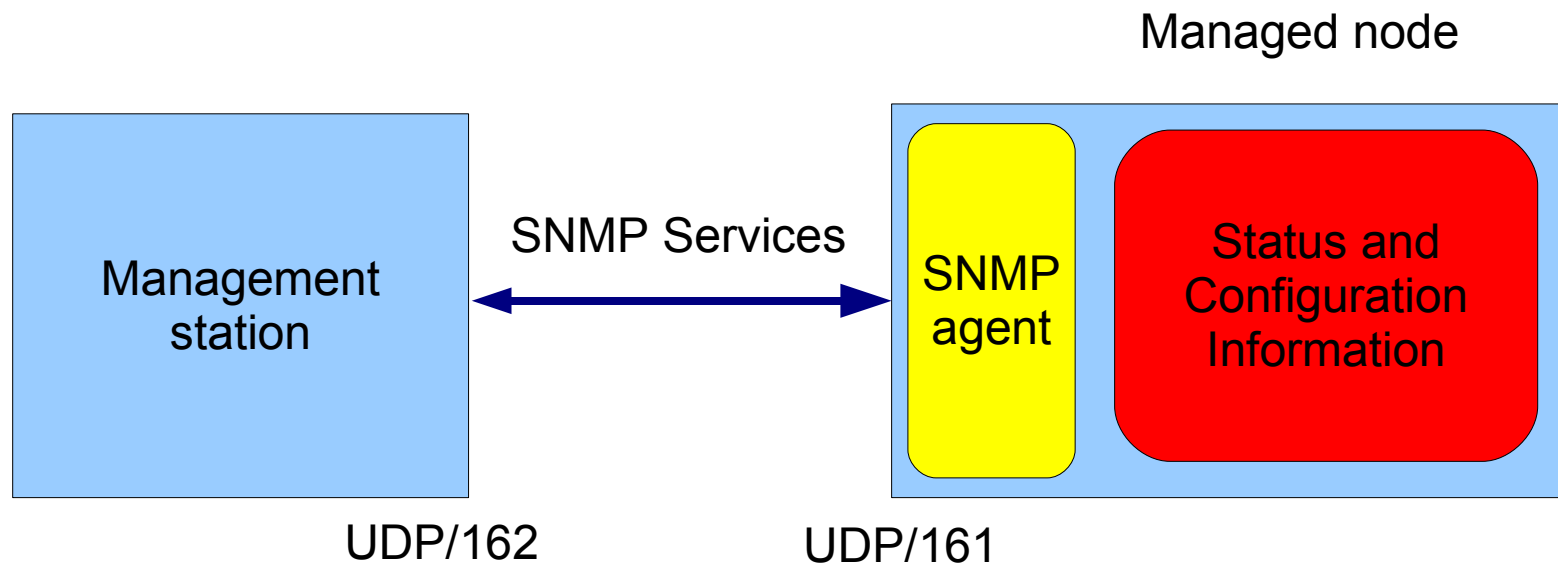 Managed node
Management
station
SNMP Services
SNMP
agent
Status and
Configuration
Information
UDP/162
UDP/161